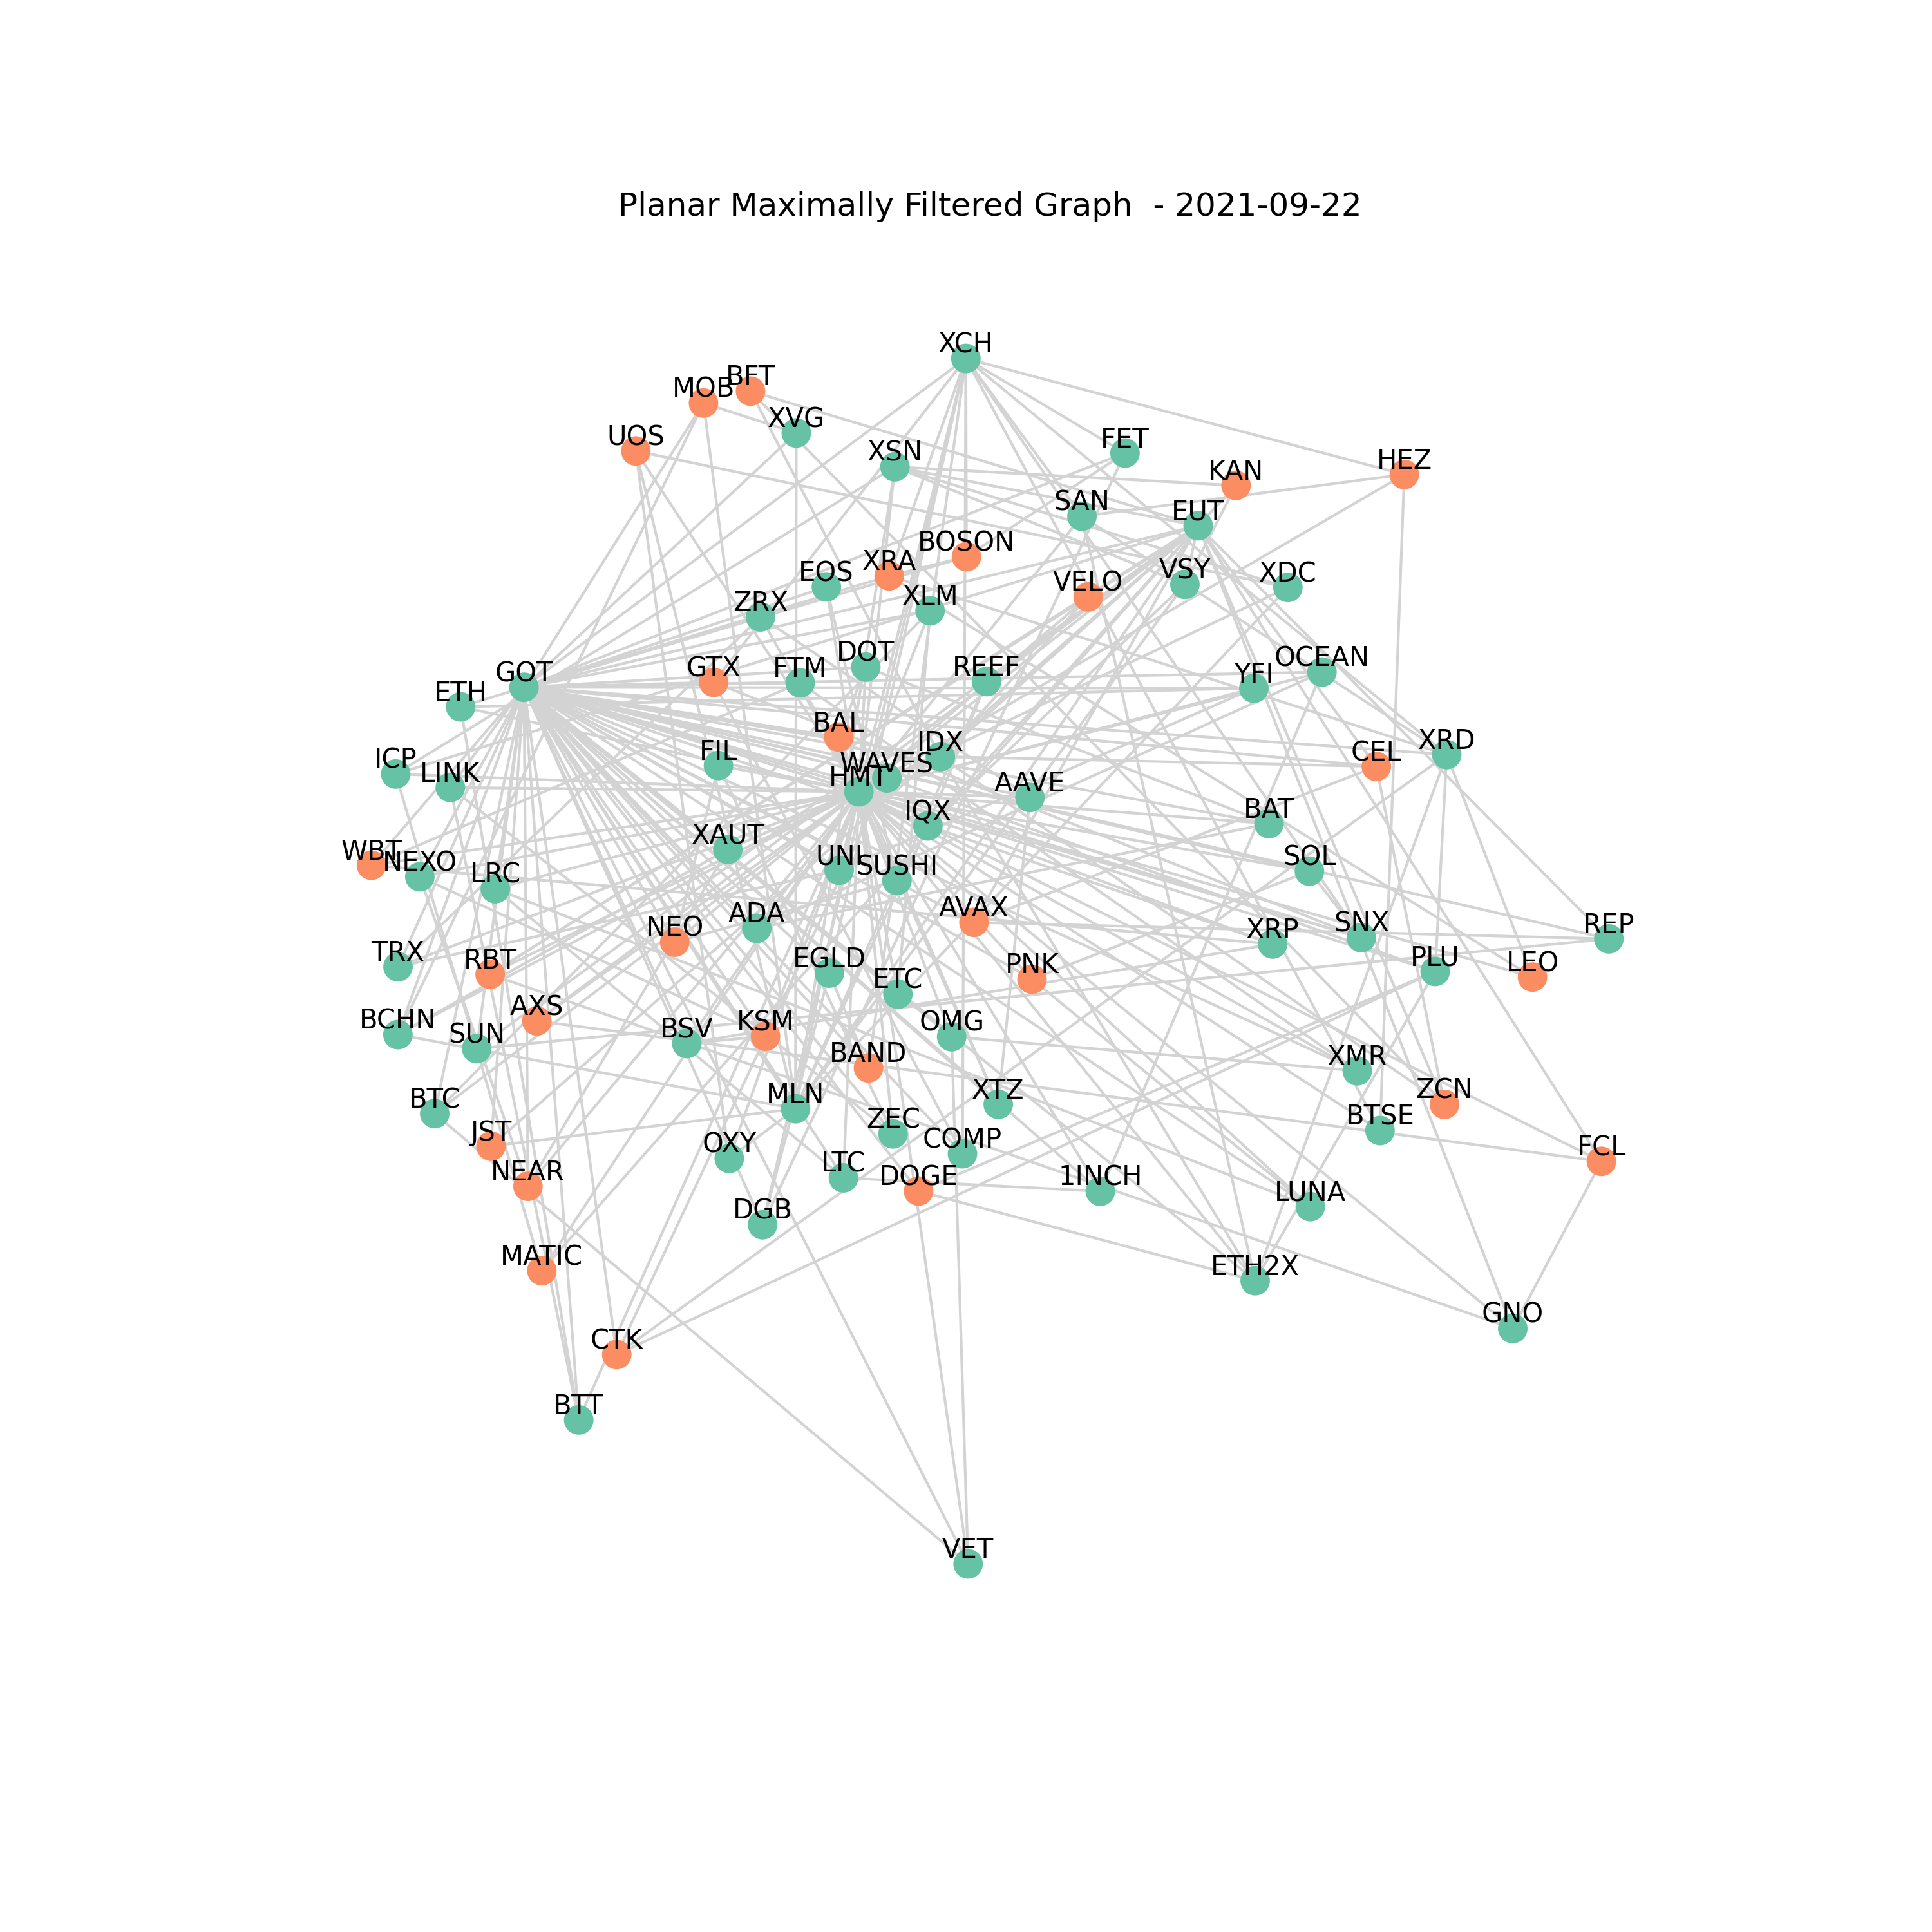 Planar Maximally Filtered Graph  - 2021-09-22
XCH
BFT
MOB
XVG
UOS
FET
XSN
HEZ
KAN
SAN
EUT
BOSON
XRA
EOS
VSY
XDC
VELO
XLM
ZRX
DOT
OCEAN
GOT
GTX
FTM
REEF
YFI
ETH
BAL
IDX
XRD
FIL
CEL
ICP
WAVES
LINK
HMT
AAVE
BAT
IQX
XAUT
WBT
UNI
SOL
NEXO
SUSHI
LRC
AVAX
ADA
NEO
XRP
SNX
REP
TRX
RBT
EGLD
PNK
PLU
LEO
ETC
AXS
BCHN
KSM
OMG
SUN
BSV
BAND
XMR
ZCN
MLN
XTZ
BTC
BTSE
ZEC
JST
COMP
OXY
FCL
LTC
NEAR
DOGE
1INCH
LUNA
DGB
MATIC
ETH2X
GNO
CTK
BTT
VET